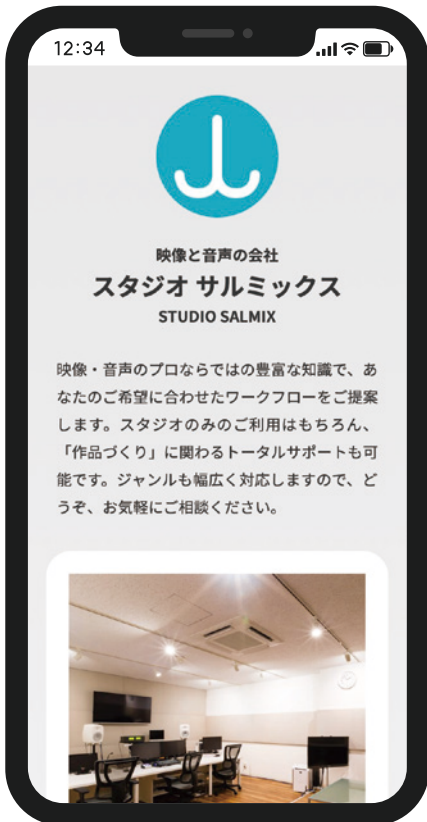 12:34
映像と音声の会社
スタジオ サルミックス
STUDIO SALMIX
映像・音声のプロならではの豊富な知識で、あ
なたのご希望に合わせたワークフローをご提案
します。スタジオのみのご利用はもちろん、
「作品づくり」に関わるトータルサポートも可
能です。ジャンルも幅広く対応しますので、ど
うぞ、お気軽にご相談ください。